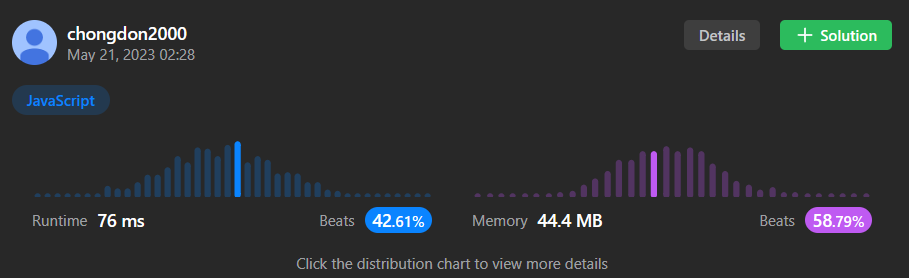 chongdon2000
May 21, 2023 02:28
Details
+ Solution
JavaScript
Runtime 76 ms Beats 42.61%
Memory 44.4 MB Beats 58.79%
Click the distribution chart to view more details